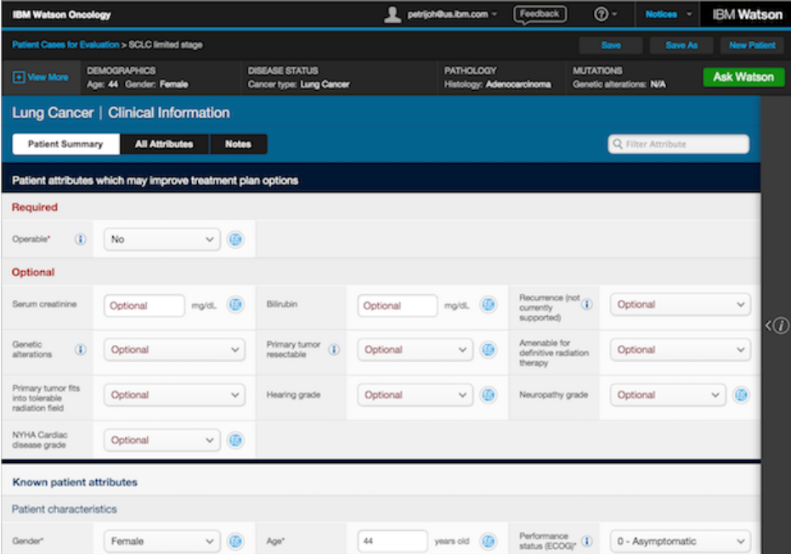 IBM Watson Oncology petrijoh@us.ibm.com Feedback ? Notices IBM Watson
Patient Cases for Evaluation > SCLC limited stage Save Save As New Patient
+ View More
DEMOGRAPHICS DISEASE STATUS PATHOLOGY MUTATIONS
Age: 44 Gender: Female Cancer type: Lung Cancer Histology: Adenocarcinoma Genetic alterations: N/A
Ask Watson
Lung Cancer | Clinical Information
Patient Summary All Attributes Notes Filter Attribute
Patient attributes which may improve treatment plan options
Required
Operable* i No
Optional
Serum creatinine Optional mg/dL
Bilirubin Optional mg/dL
Recurrence (not
currently
supported) i Optional
Genetic
alterations i Optional
Primary tumor
resectable i Optional
Amenable for
definitive radiation
therapy Optional
Primary tumor fits
into tolerable
radiation field Optional
Hearing grade Optional
Neuropathy grade Optional
NYHA Cardiac
disease grade Optional
< i
Known patient attributes
Patient characteristics
Gender* Female
Age* 44 years old
Performance
status (ECOG)* i 0 - Asymptomatic